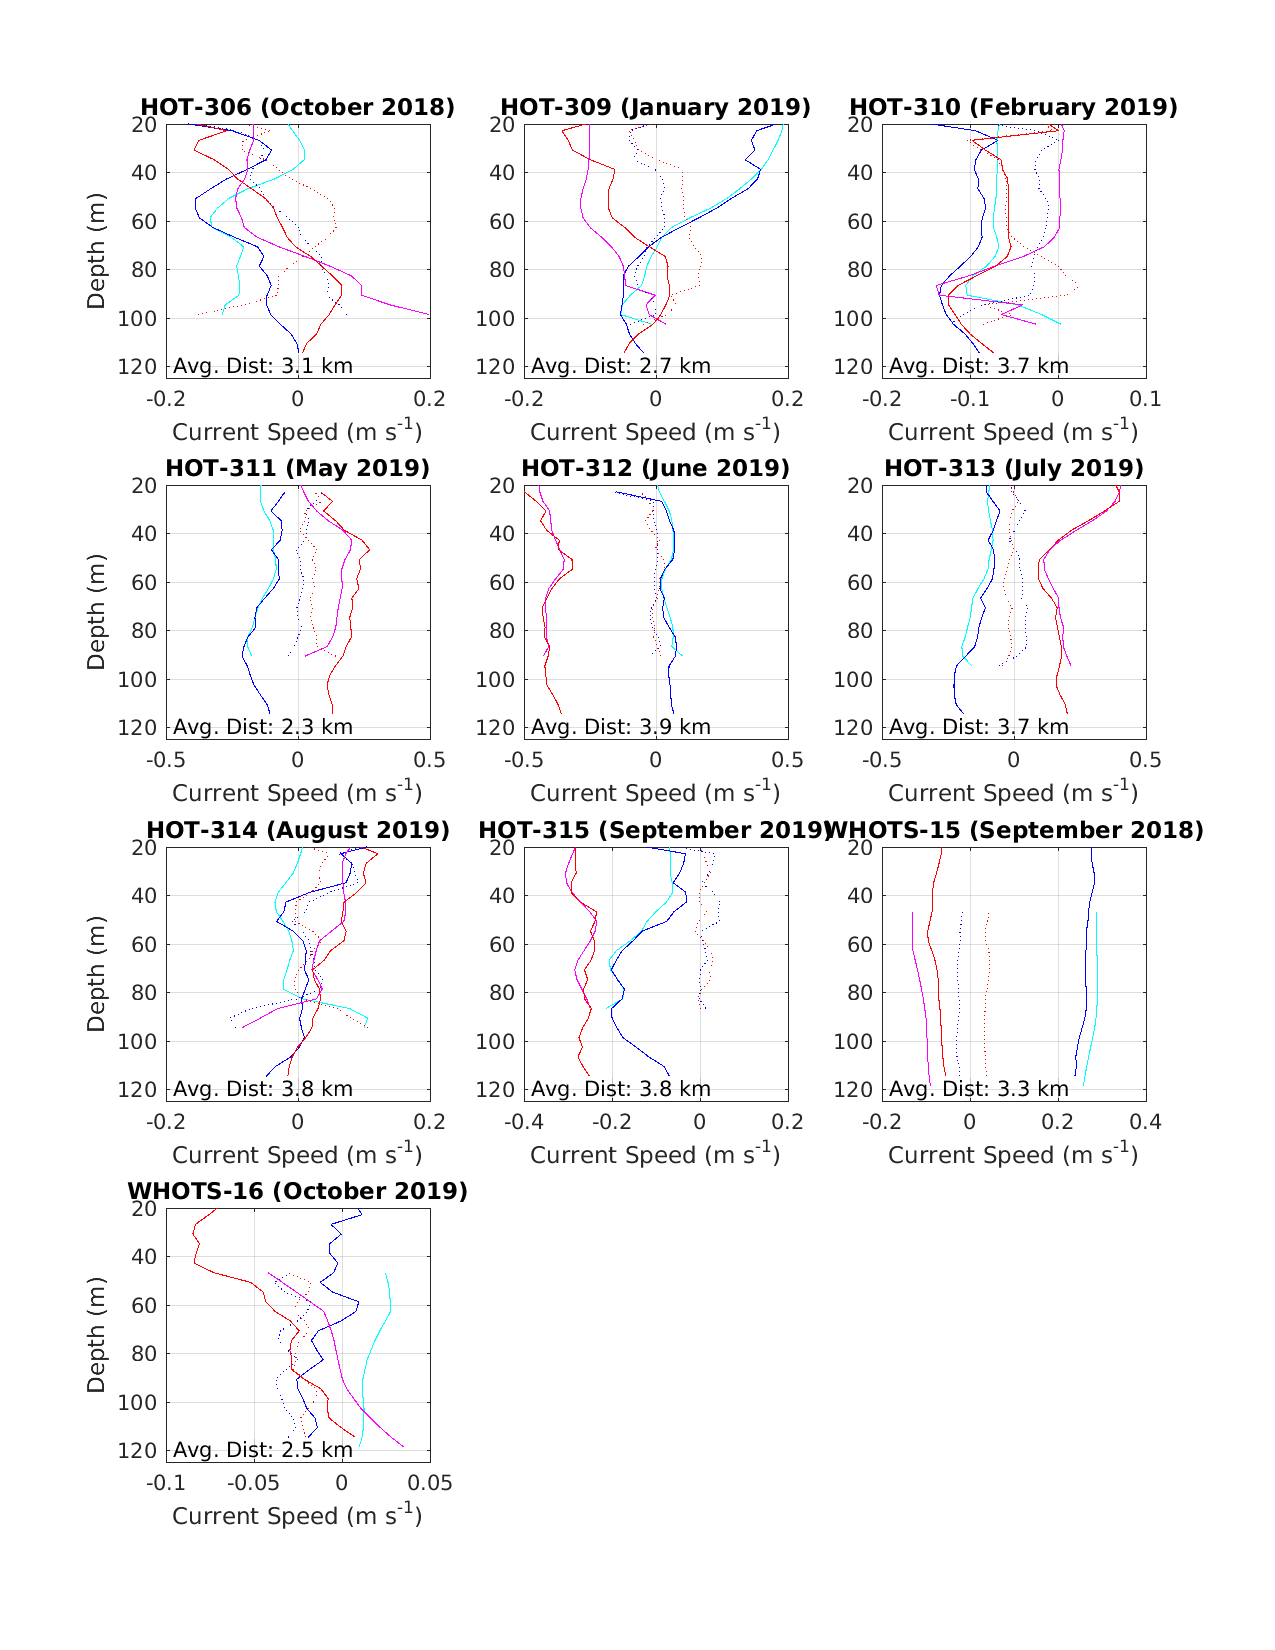 HOT-306 (October 2018)
20
40
60
80
100
120
Depth (m)
Avg. Dist: 3.1 km
-0.2 0 0.2
Current Speed (m s-1)
HOT-309 (January 2019)
20
40
60
80
100
120
Avg. Dist: 2.7 km
-0.2 0 0.2
Current Speed (m s-1)
HOT-310 (February 2019)
20
40
60
80
100
120
Avg. Dist: 3.7 km
-0.2 -0.1 0 0.1
Current Speed (m s-1)
HOT-311 (May 2019)
20
40
60
80
100
120
Depth (m)
Avg. Dist: 2.3 km
-0.5 0 0.5
Current Speed (m s-1)
HOT-312 (June 2019)
20
40
60
80
100
120
Avg. Dist: 3.9 km
-0.5 0 0.5
Current Speed (m s-1)
HOT-313 (July 2019)
20
40
60
80
100
120
Avg. Dist: 3.7 km
-0.5 0 0.5
Current Speed (m s-1)
HOT-314 (August 2019)
20
40
60
80
100
120
Depth (m)
Avg. Dist: 3.8 km
-0.2 0 0.2
Current Speed (m s-1)
HOT-315 (September 2019)
20
40
60
80
100
120
Avg. Dist: 3.8 km
-0.4 -0.2 0 0.2
Current Speed (m s-1)
WHOTS-15 (September 2018)
20
40
60
80
100
120
Avg. Dist: 3.3 km
-0.2 0 0.2 0.4
Current Speed (m s-1)
WHOTS-16 (October 2019)
20
40
60
80
100
120
Depth (m)
Avg. Dist: 2.5 km
-0.1 -0.05 0 0.05
Current Speed (m s-1)